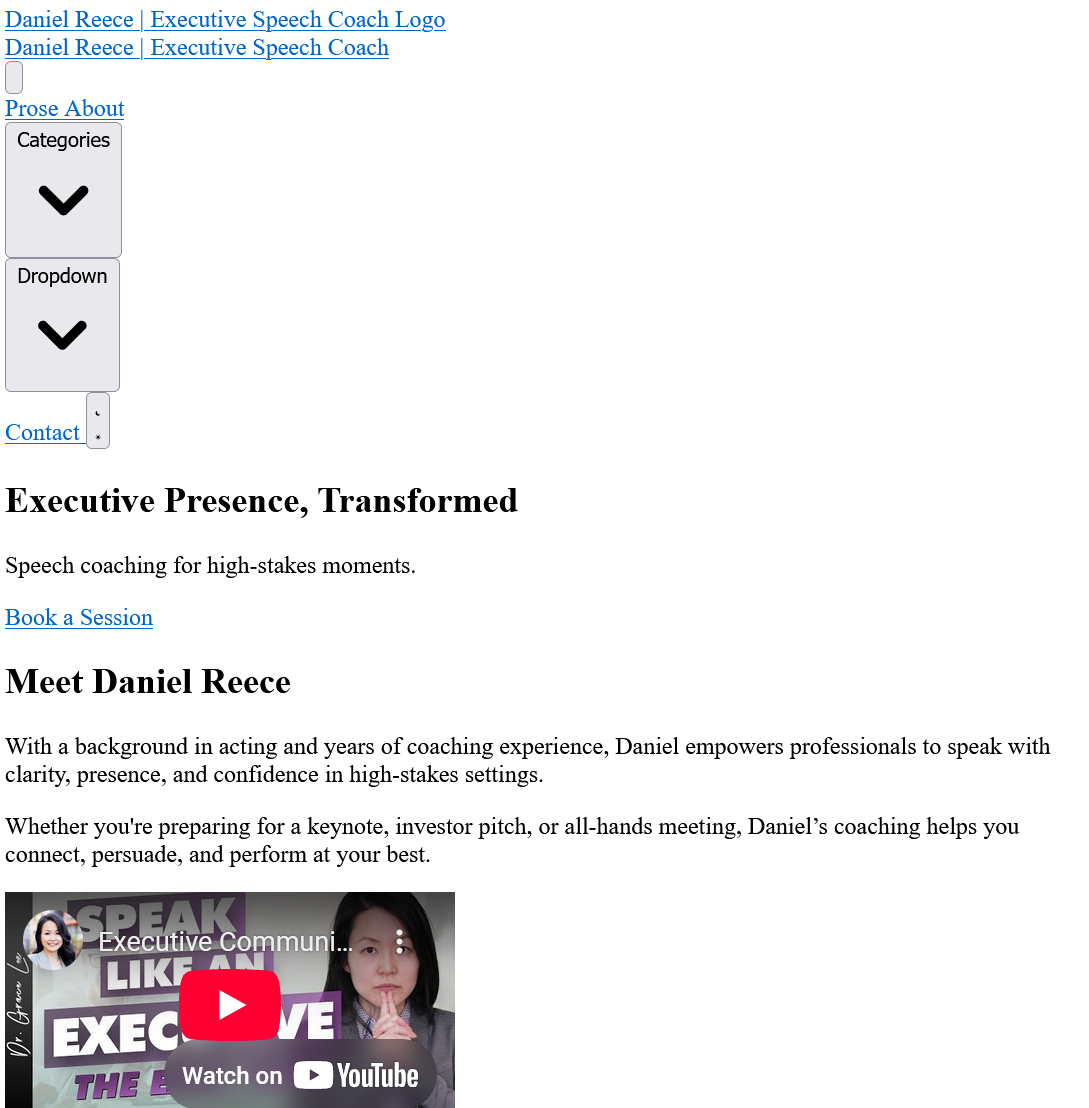 Daniel Reece | Executive Speech Coach Logo
Daniel Reece | Executive Speech Coach
Prose About
Categories
Dropdown
Contact
Executive Presence, Transformed
Speech coaching for high-stakes moments.
Book a Session
Meet Daniel Reece
With a background in acting and years of coaching experience, Daniel empowers professionals to speak with
clarity, presence, and confidence in high-stakes settings.
Whether you're preparing for a keynote, investor pitch, or all-hands meeting, Daniel’s coaching helps you
connect, persuade, and perform at your best.
SPEAK
Executive Communi...
LIKE AN
Dr. Grace Lee
THE
Watch on YouTube